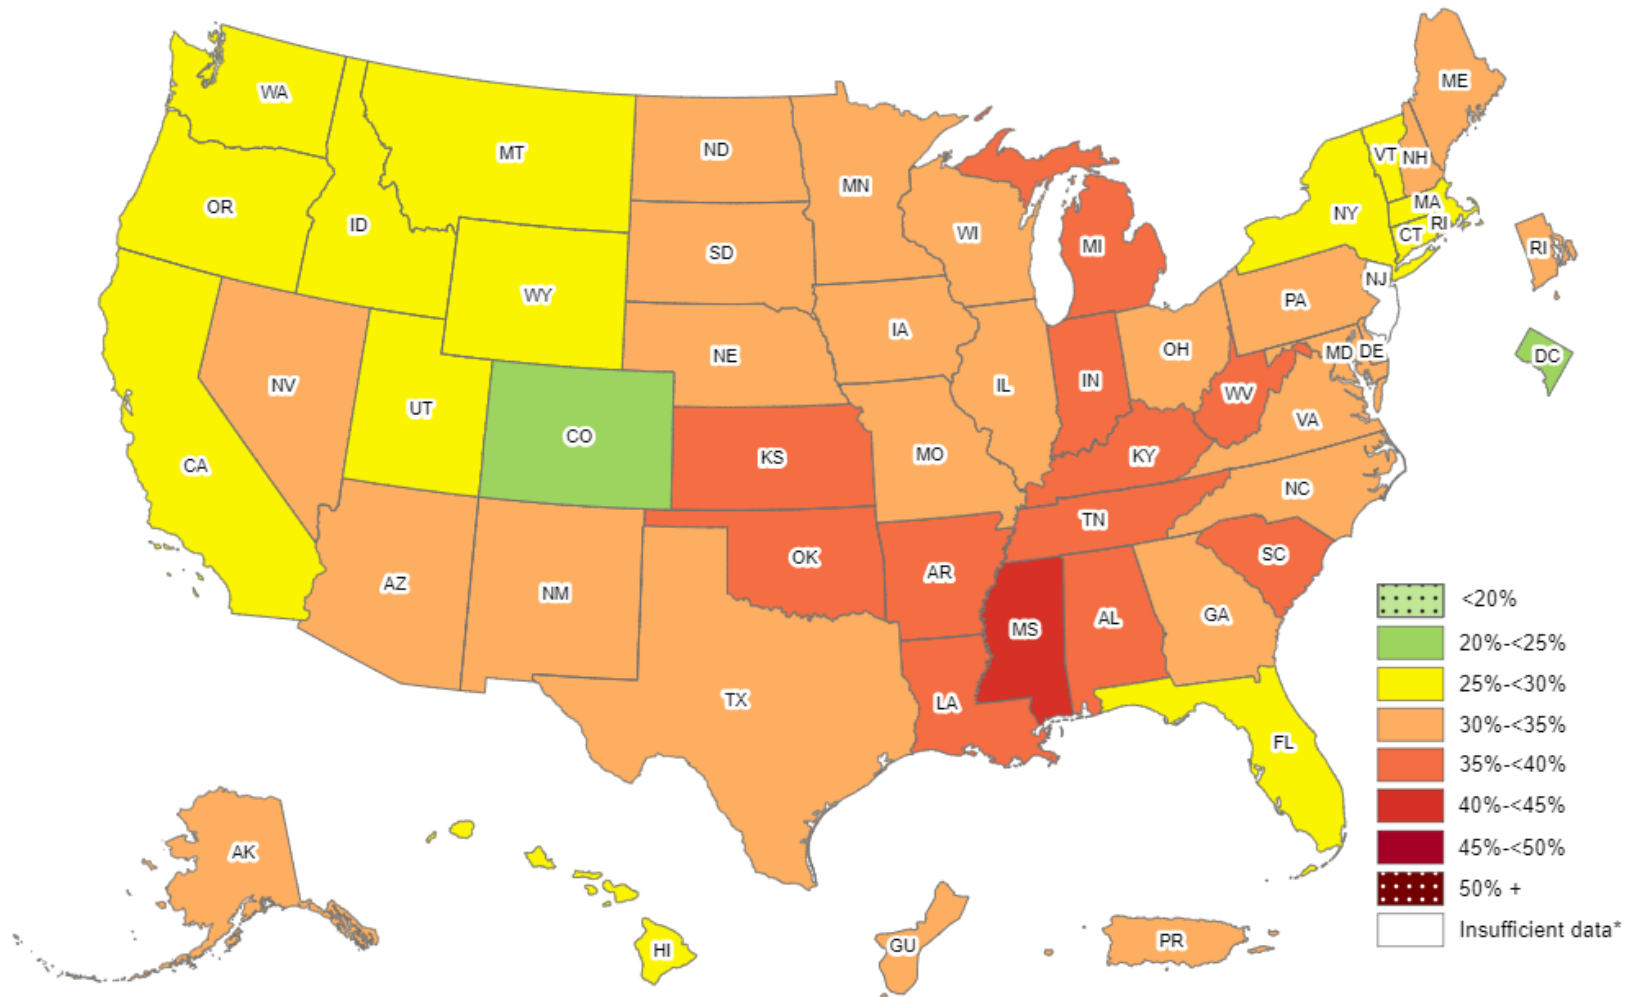 WA
MT
ND
MN
ME
OR
ID
SD
WI
MI
NY
VT
NH
MA
RI
CT
RI
WY
NE
IA
PA
NJ
NV
UT
CO
IL
IN
OH
MD
DE
DC
CA
KS
MO
KY
WV
VA
AZ
NM
OK
AR
TN
NC
SC
TX
LA
MS
AL
GA
FL
AK
HI
GU
PR
<20%
20%-<25%
25%-<30%
30%-<35%
35%-<40%
40%-<45%
45%-<50%
50% +
Insufficient data*